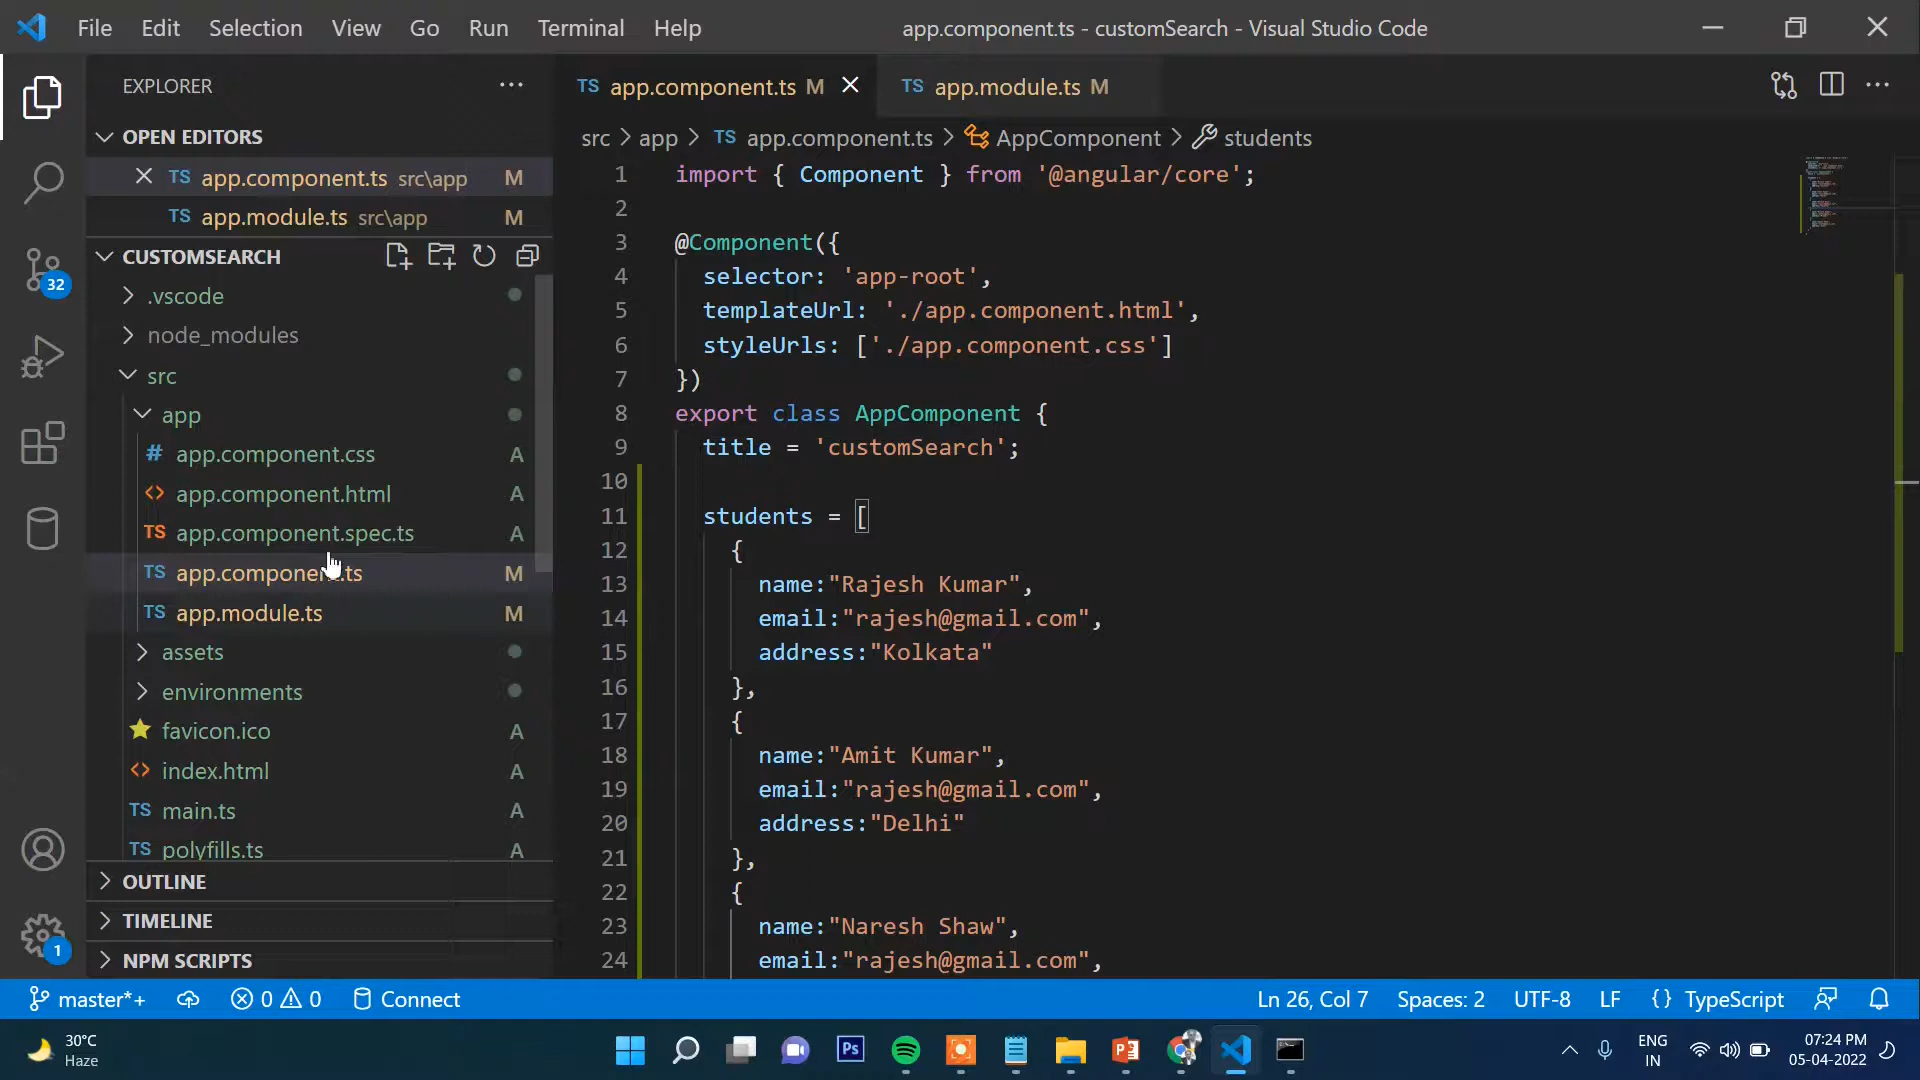 File Edit Selection View Go Run Terminal Help
app.component.ts - customSearch - Visual Studio Code
EXPLORER
OPEN EDITORS
TS app.component.ts src\app M
TS app.module.ts src\app M
CUSTOMSEARCH
.vscode
node_modules
src
app
# app.component.css A
<> app.component.html A
TS app.component.spec.ts A
TS app.component.ts M
TS app.module.ts M
assets
environments
favicon.ico A
<> index.html A
TS main.ts A
TS polyfills.ts A
OUTLINE
TIMELINE
NPM SCRIPTS
32
1
TS app.component.ts M
TS app.module.ts M
src > app > TS app.component.ts > AppComponent > students
1 import { Component } from '@angular/core';
2
3 @Component({
4 selector: 'app-root',
5 templateUrl: './app.component.html',
6 styleUrls: ['./app.component.css']
7 })
8 export class AppComponent {
9 title = 'customSearch';
10
11 students = [
12 {
13 name:"Rajesh Kumar",
14 email:"rajesh@gmail.com",
15 address:"Kolkata"
16 },
17 {
18 name:"Amit Kumar",
19 email:"rajesh@gmail.com",
20 address:"Delhi"
21 },
22 {
23 name:"Naresh Shaw",
24 email:"rajesh@gmail.com",
master*+ 0 0 Connect
Ln 26, Col 7 Spaces: 2 UTF-8 LF {} TypeScript
30°C
Haze
Ps
ENG
IN
07:24 PM
05-04-2022